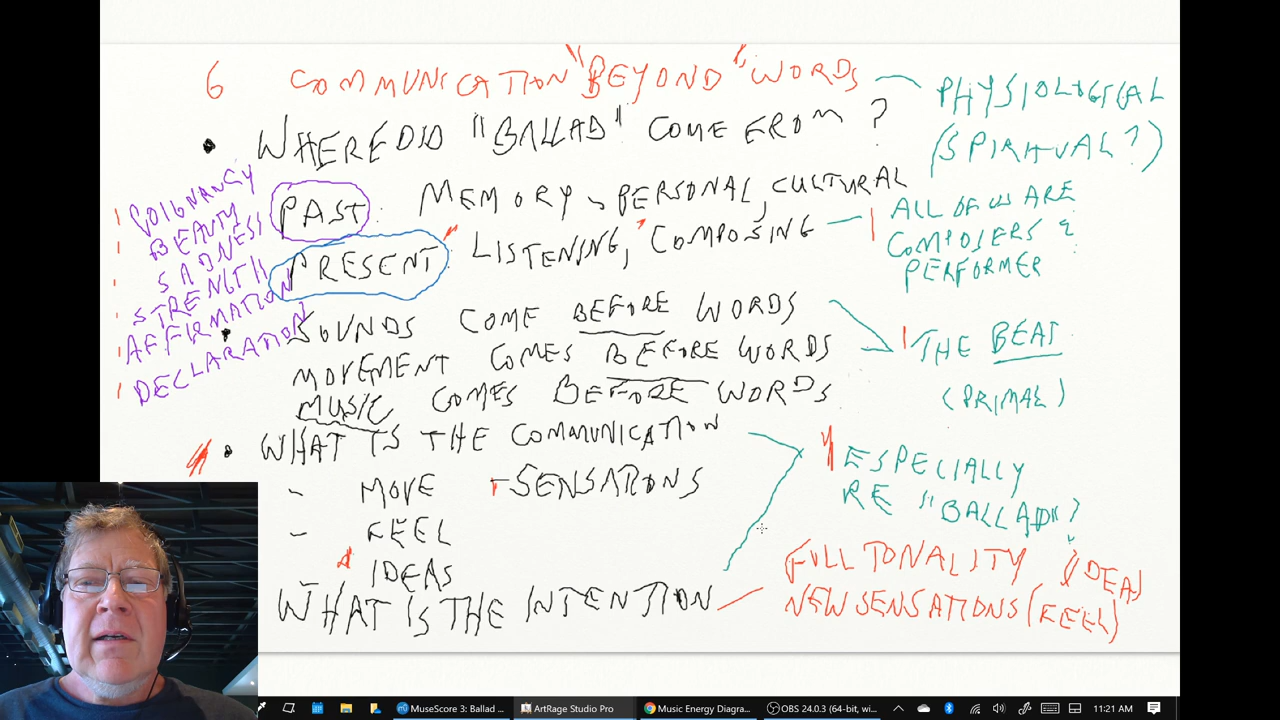 6 COMMUNICATION "BEYOND" WORDS
PHYSIOLOGICAL
(SPIRITUAL?)
• WHERE DID "BALLAD" COME FROM?
PAST: MEMORY - PERSONAL, CULTURAL
PRESENT: LISTENING, COMPOSING
ALL OF US ARE
COMPOSERS &
PERFORMER
POIGNANCY
BEAUTY
SADNESS
STRENGTH
AFFIRMATION
DECLARATION
• SOUNDS COME BEFORE WORDS
MOVEMENT COMES BEFORE WORDS
MUSIC COMES BEFORE WORDS
THE BEAT
(PRIMAL)
• WHAT IS THE COMMUNICATION
- MOVE - SENSATIONS
- FEEL
IDEAS
ESPECIALLY
RE "BALLAD"?
WHAT IS THE INTENTION
FULL TONALITY (IDEA)
NEW SENSATIONS (FEEL)
MuseScore 3: Ballad ...
ArtRage Studio Pro
Music Energy Diagra...
OBS 24.0.3 (64-bit, wi...
11:21 AM